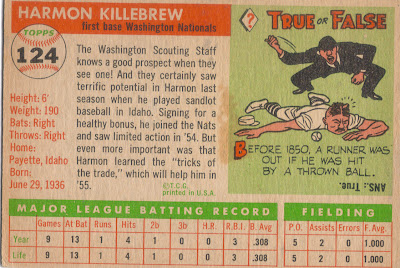 HARMON KILLEBREW
first base Washington Nationals
TOPPS
124
Height: 6'
Weight: 190
Bats: Right
Throws: Right
Home:
Payette, Idaho
Born:
June 29, 1936
The Washington Scouting Staff
knows a good prospect when they
see one! And they certainly saw
terrific potential in Harmon last
season when he played sandlot
baseball in Idaho. Signing for a
healthy bonus, he joined the Nats
and saw limited action in '54. But
even more important was that
Harmon learned the "tricks of
the trade," which will help him
in '55.
©T.C.G.
printed in U.S.A.
?
TRUE OR FALSE
BEFORE 1850, A RUNNER WAS
OUT IF HE WAS HIT
BY A THROWN BALL.
ANS.: True.
MAJOR LEAGUE BATTING RECORD
Games At Bat Runs Hits 2b 3b H.R. R.B.I. B. Avg
Year 9 13 1 4 1 0 0 3 .308
Life 9 13 1 4 1 0 0 3 .308
FIELDING
P.O. Assists Errors F. Avg.
5 2 0 1.000
5 2 0 1.000